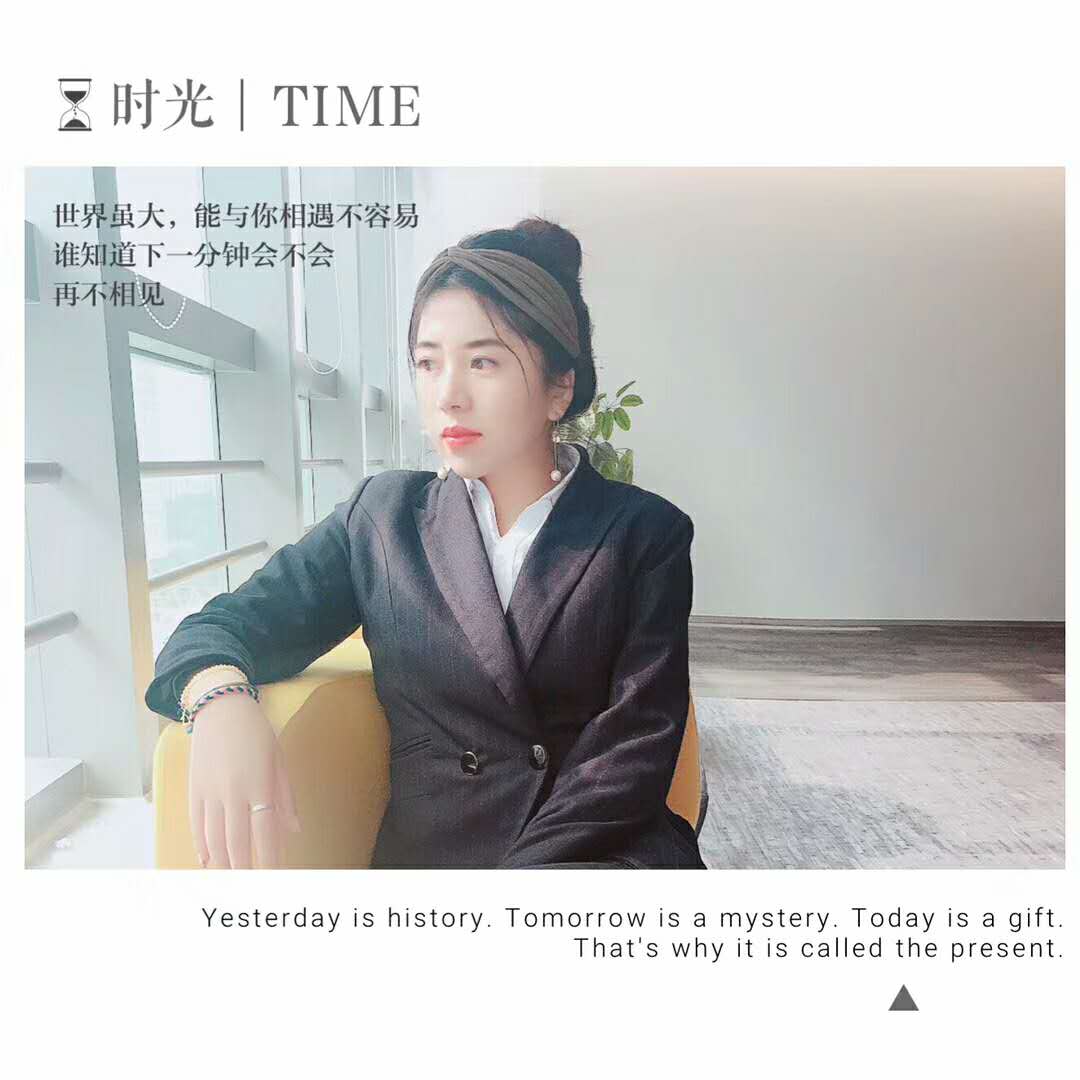 时光 | TIME
世界虽大，能与你相遇不容易
谁知道下一分钟会不会
再不相见
Yesterday is history. Tomorrow is a mystery. Today is a gift.
That's why it is called the present.